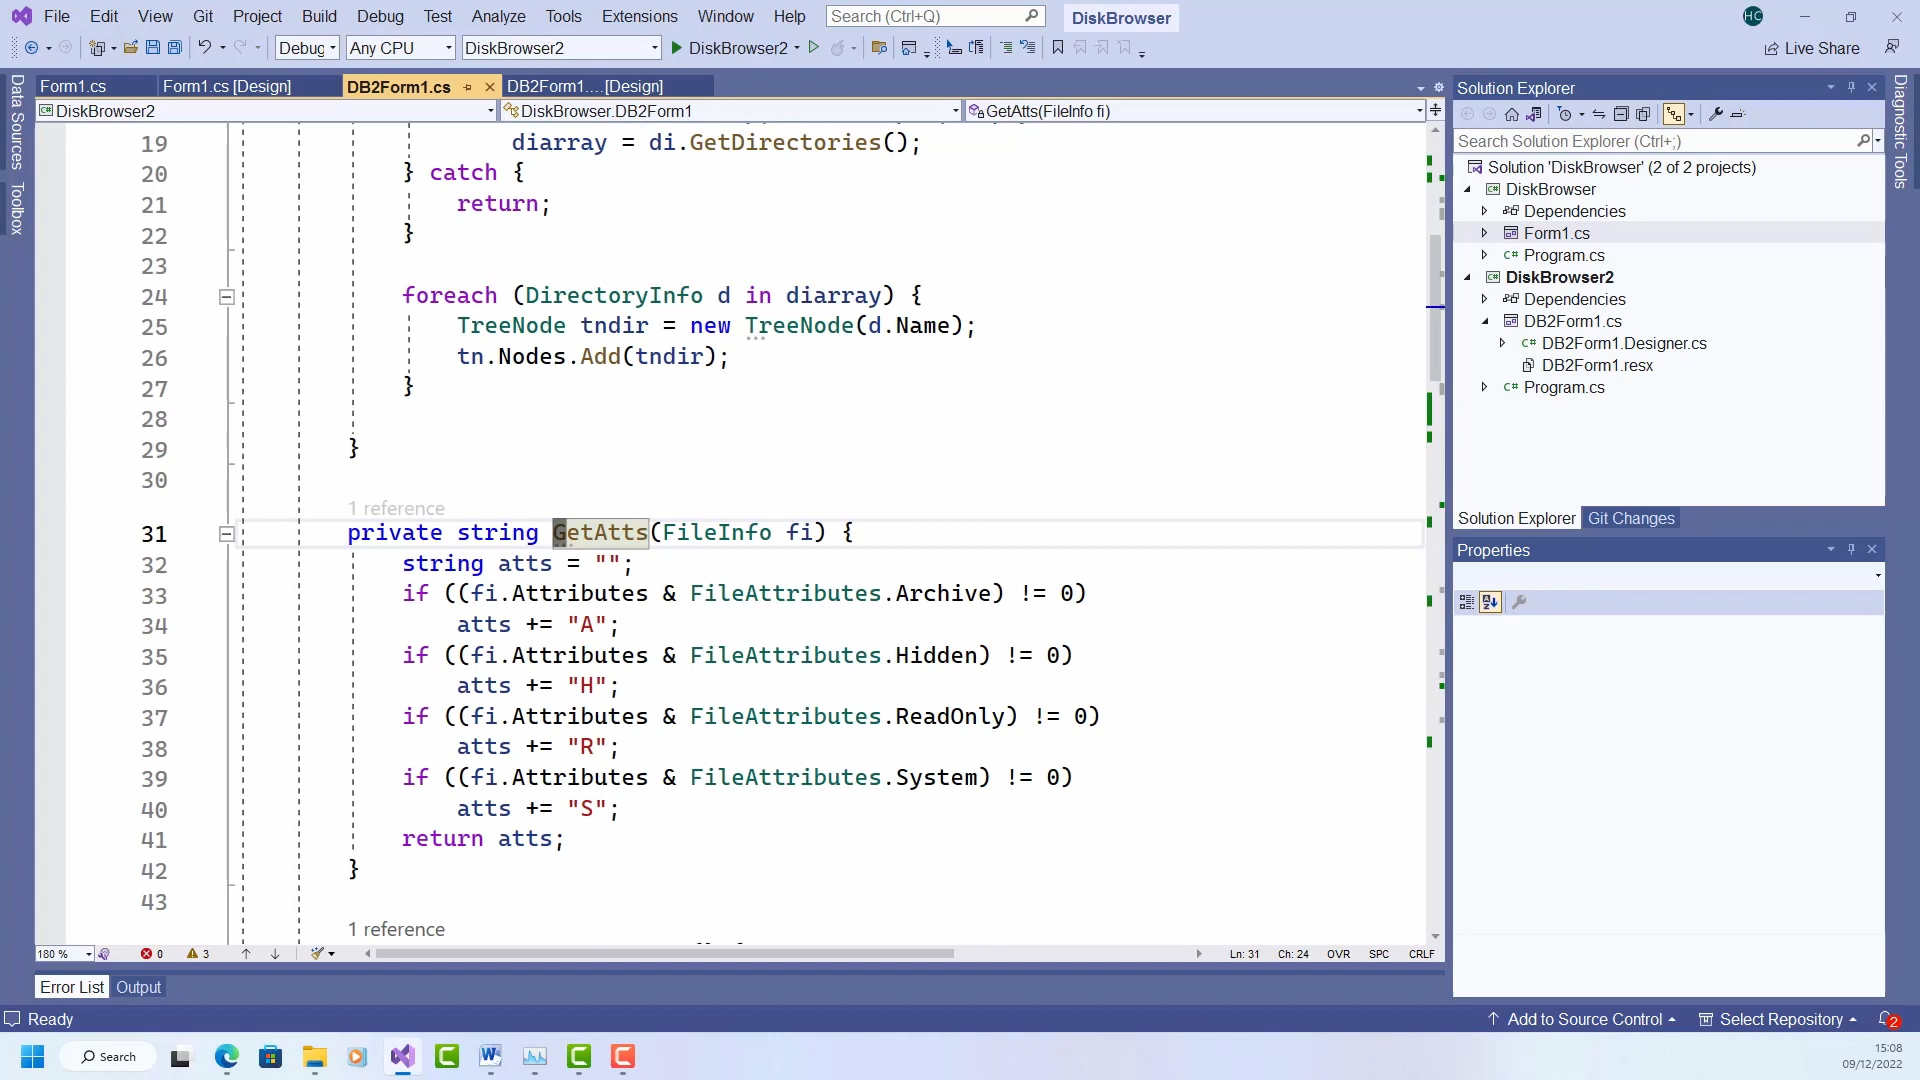 File Edit View Git Project Build Debug Test Analyze Tools Extensions Window Help Search (Ctrl+Q) DiskBrowser HC
Debug Any CPU DiskBrowser2 DiskBrowser2 Live Share
Data Sources
Toolbox
Form1.cs Form1.cs [Design] DB2Form1.cs DB2Form1....[Design]
DiskBrowser2 DiskBrowser.DB2Form1 GetAtts(FileInfo fi)
19 diarray = di.GetDirectories();
20 } catch {
21 return;
22 }
23
24 foreach (DirectoryInfo d in diarray) {
25 TreeNode tndir = new TreeNode(d.Name);
26 tn.Nodes.Add(tndir);
27 }
28
29 }
30
1 reference
31 private string GetAtts(FileInfo fi) {
32 string atts = "";
33 if ((fi.Attributes & FileAttributes.Archive) != 0)
34 atts += "A";
35 if ((fi.Attributes & FileAttributes.Hidden) != 0)
36 atts += "H";
37 if ((fi.Attributes & FileAttributes.ReadOnly) != 0)
38 atts += "R";
39 if ((fi.Attributes & FileAttributes.System) != 0)
40 atts += "S";
41 return atts;
42 }
43
1 reference
180 % 0 3 Ln: 31 Ch: 24 OVR SPC CRLF
Error List Output
Solution Explorer
Search Solution Explorer (Ctrl+;)
Solution 'DiskBrowser' (2 of 2 projects)
DiskBrowser
Dependencies
Form1.cs
C# Program.cs
DiskBrowser2
Dependencies
DB2Form1.cs
C# DB2Form1.Designer.cs
DB2Form1.resx
C# Program.cs
Solution Explorer Git Changes
Properties
Diagnostic Tools
Ready Add to Source Control Select Repository 2
Search
15:08
09/12/2022